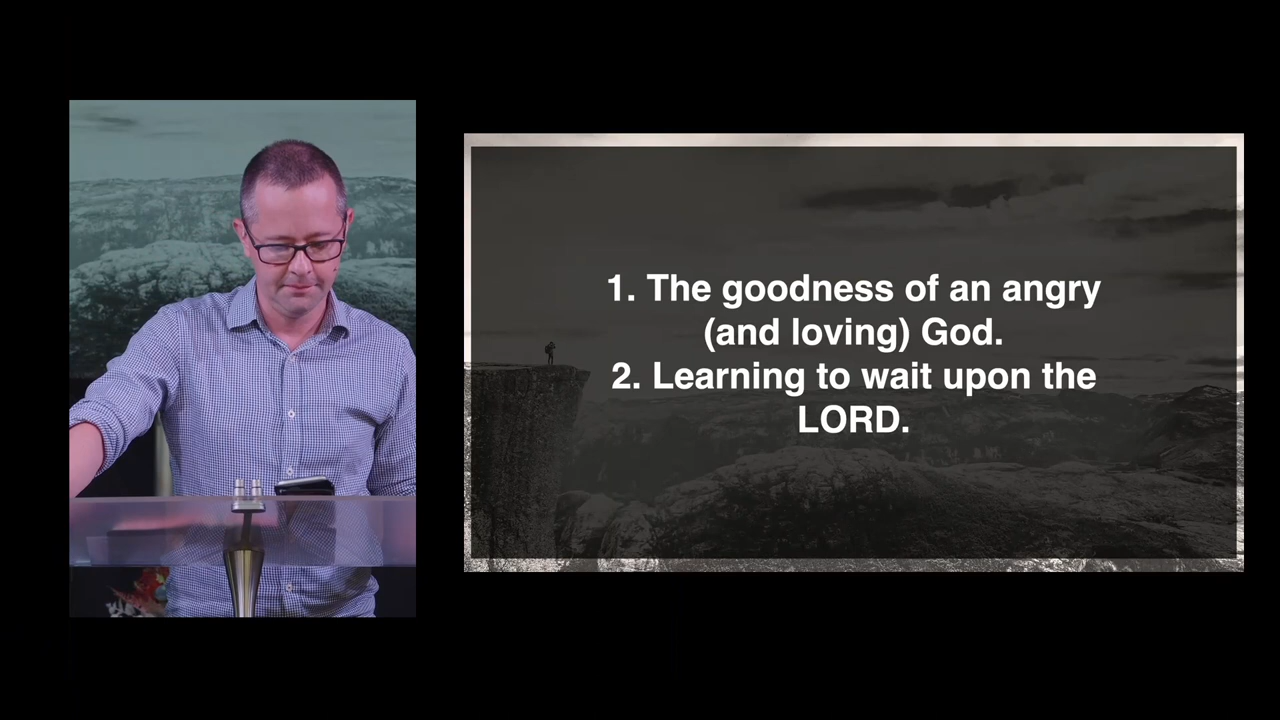 1. The goodness of an angry
(and loving) God.
2. Learning to wait upon the
LORD.